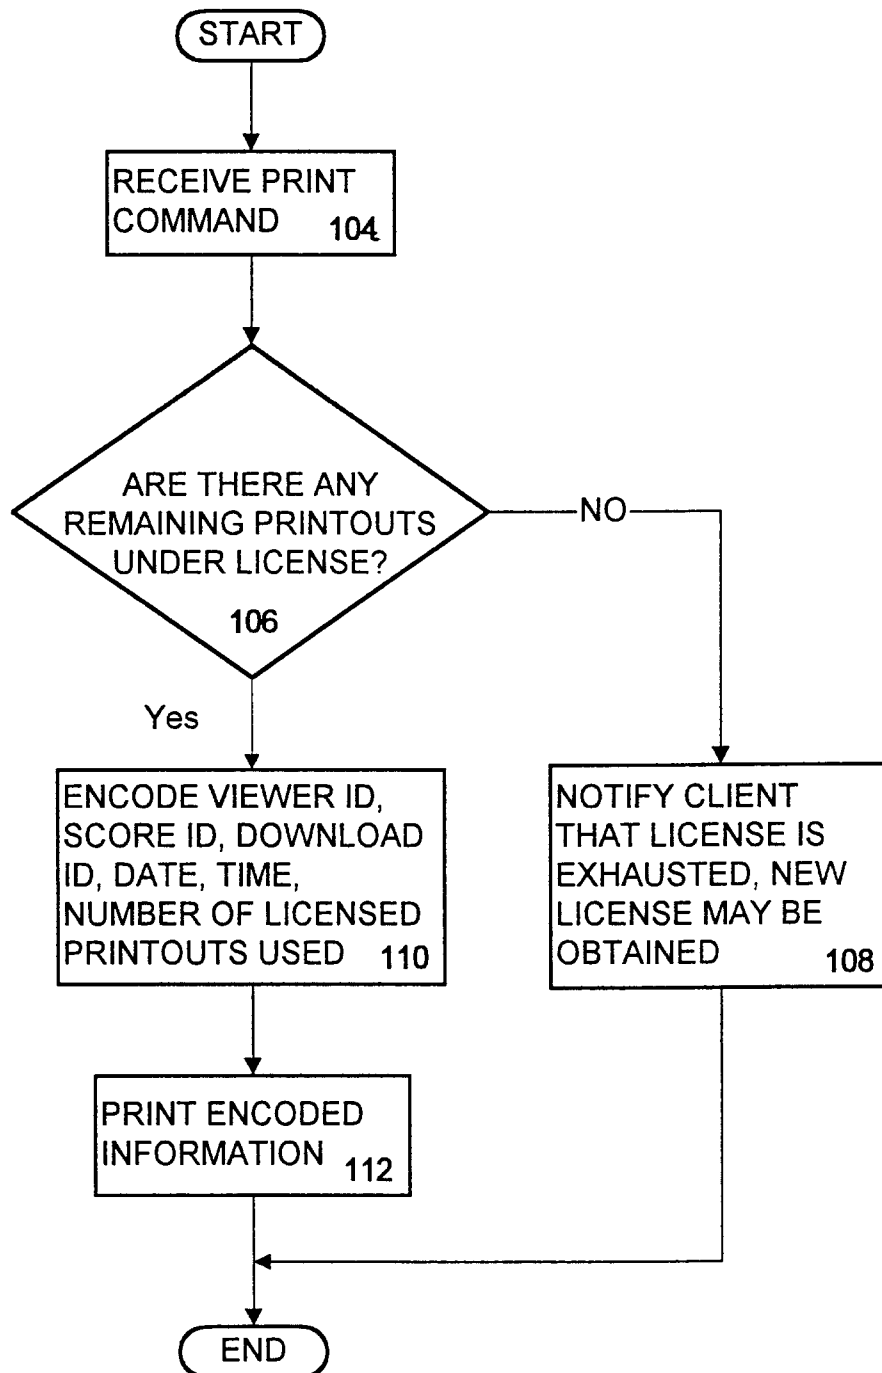 START
RECEIVE PRINT
COMMAND 104
ARE THERE ANY
REMAINING PRINTOUTS
UNDER LICENSE?
106
NO
Yes
ENCODE VIEWER ID,
SCORE ID, DOWNLOAD
ID, DATE, TIME,
NUMBER OF LICENSED
PRINTOUTS USED 110
NOTIFY CLIENT
THAT LICENSE IS
EXHAUSTED, NEW
LICENSE MAY BE
OBTAINED 108
PRINT ENCODED
INFORMATION 112
END